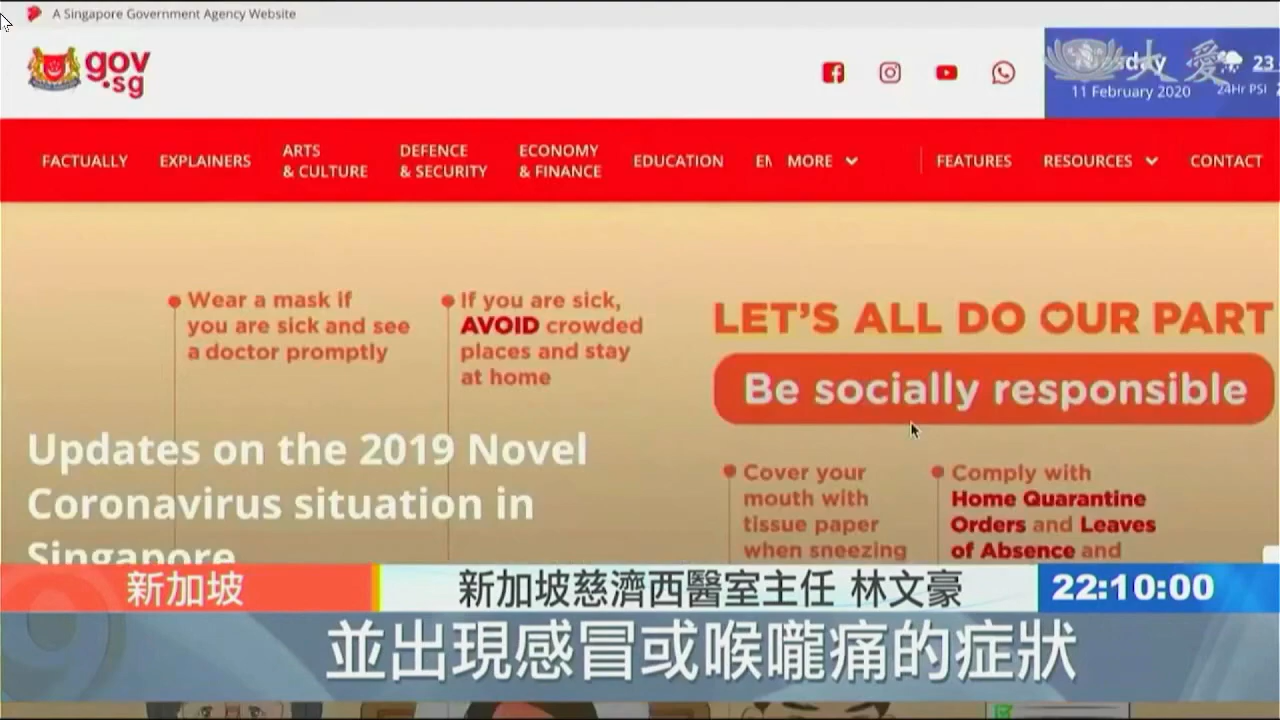 A Singapore Government Agency Website
gov
.sg
大愛
23
11 February 2020
24Hr PSI
FACTUALLY
EXPLAINERS
ARTS
& CULTURE
DEFENCE
& SECURITY
ECONOMY
& FINANCE
EDUCATION
MORE
FEATURES
RESOURCES
CONTACT
Wear a mask if
you are sick and see
a doctor promptly
If you are sick,
AVOID crowded
places and stay
at home
LET'S ALL DO OUR PART
Be socially responsible
Updates on the 2019 Novel
Coronavirus situation in
Singapore
Cover your
mouth with
tissue paper
when sneezing
Comply with
Home Quarantine
Orders and Leaves
of Absence and
新加坡
新加坡慈濟西醫室主任 林文豪
22:10:00
並出現感冒或喉嚨痛的症狀